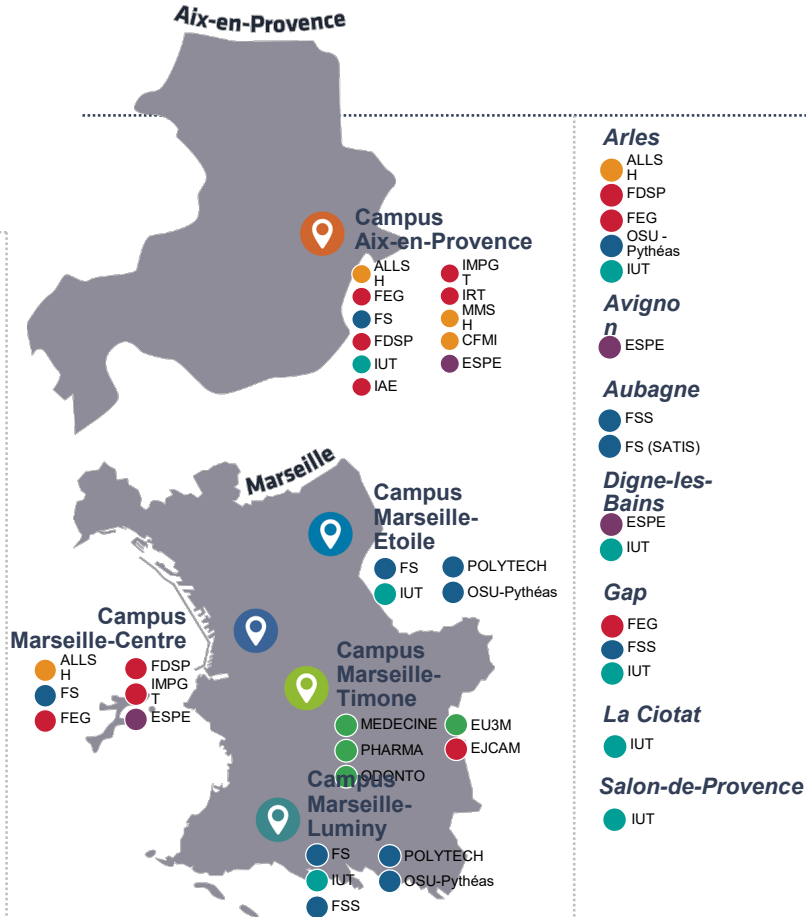 Aix-en-Provence
Campus
Aix-en-Provence
ALLS
H
FEG
FS
FDSP
IUT
IAE
IMPG
T
IRT
MMS
H
CFMI
ESPE
Marseille
Campus
Marseille-
Etoile
FS
IUT
POLYTECH
OSU-Pythéas
Campus
Marseille-Centre
ALLS
H
FS
FEG
FDSP
IMPG
T
ESPE
Campus
Marseille-
Timone
MEDECINE
PHARMA
ODONTO
EU3M
EJCAM
Campus
Marseille-
Luminy
FS
IUT
FSS
POLYTECH
OSU-Pythéas
Arles
ALLS
H
FDSP
FEG
OSU -
Pythéas
IUT
Avigno
n
ESPE
Aubagne
FSS
FS (SATIS)
Digne-les-
Bains
ESPE
IUT
Gap
FEG
FSS
IUT
La Ciotat
IUT
Salon-de-Provence
IUT